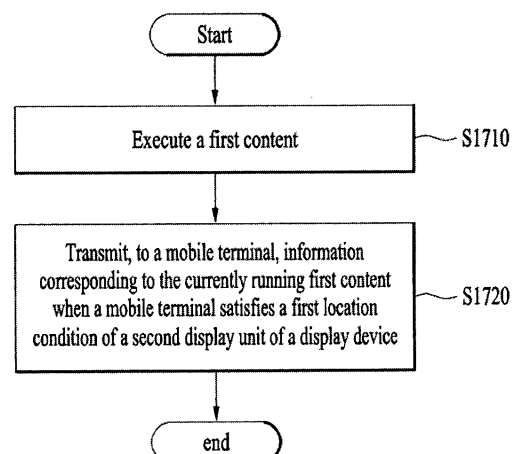 Start
Execute a first content
S1710
Transmit, to a mobile terminal, information
corresponding to the currently running first content
when a mobile terminal satisfies a first location
condition of a second display unit of a display device
S1720
end